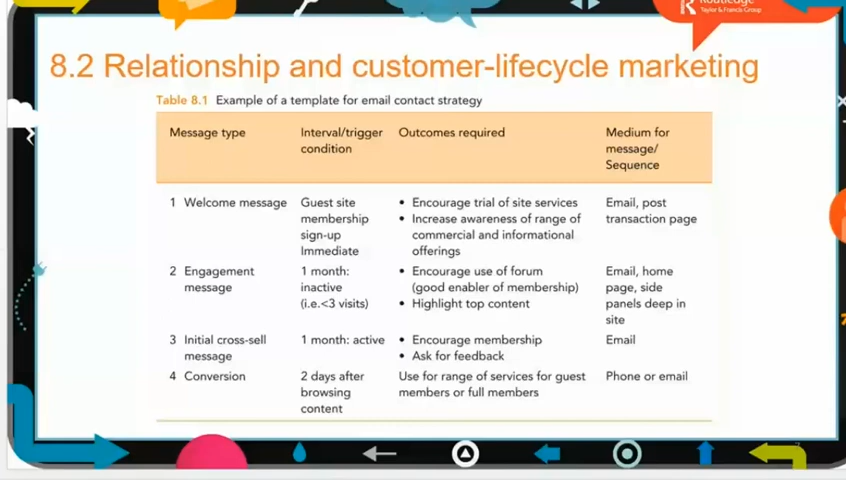 Routledge
Taylor & Francis Group
8.2 Relationship and customer-lifecycle marketing
Table 8.1 Example of a template for email contact strategy
Message type
Interval/trigger
condition
Outcomes required
Medium for
message/
Sequence
1 Welcome message
Guest site
membership
sign-up
Immediate
• Encourage trial of site services
• Increase awareness of range of
commercial and informational
offerings
Email, post
transaction page
2 Engagement
message
1 month:
inactive
(i.e.<3 visits)
• Encourage use of forum
(good enabler of membership)
• Highlight top content
Email, home
page, side
panels deep in
site
3 Initial cross-sell
message
1 month: active
• Encourage membership
• Ask for feedback
Email
4 Conversion
2 days after
browsing
content
Use for range of services for guest
members or full members
Phone or email